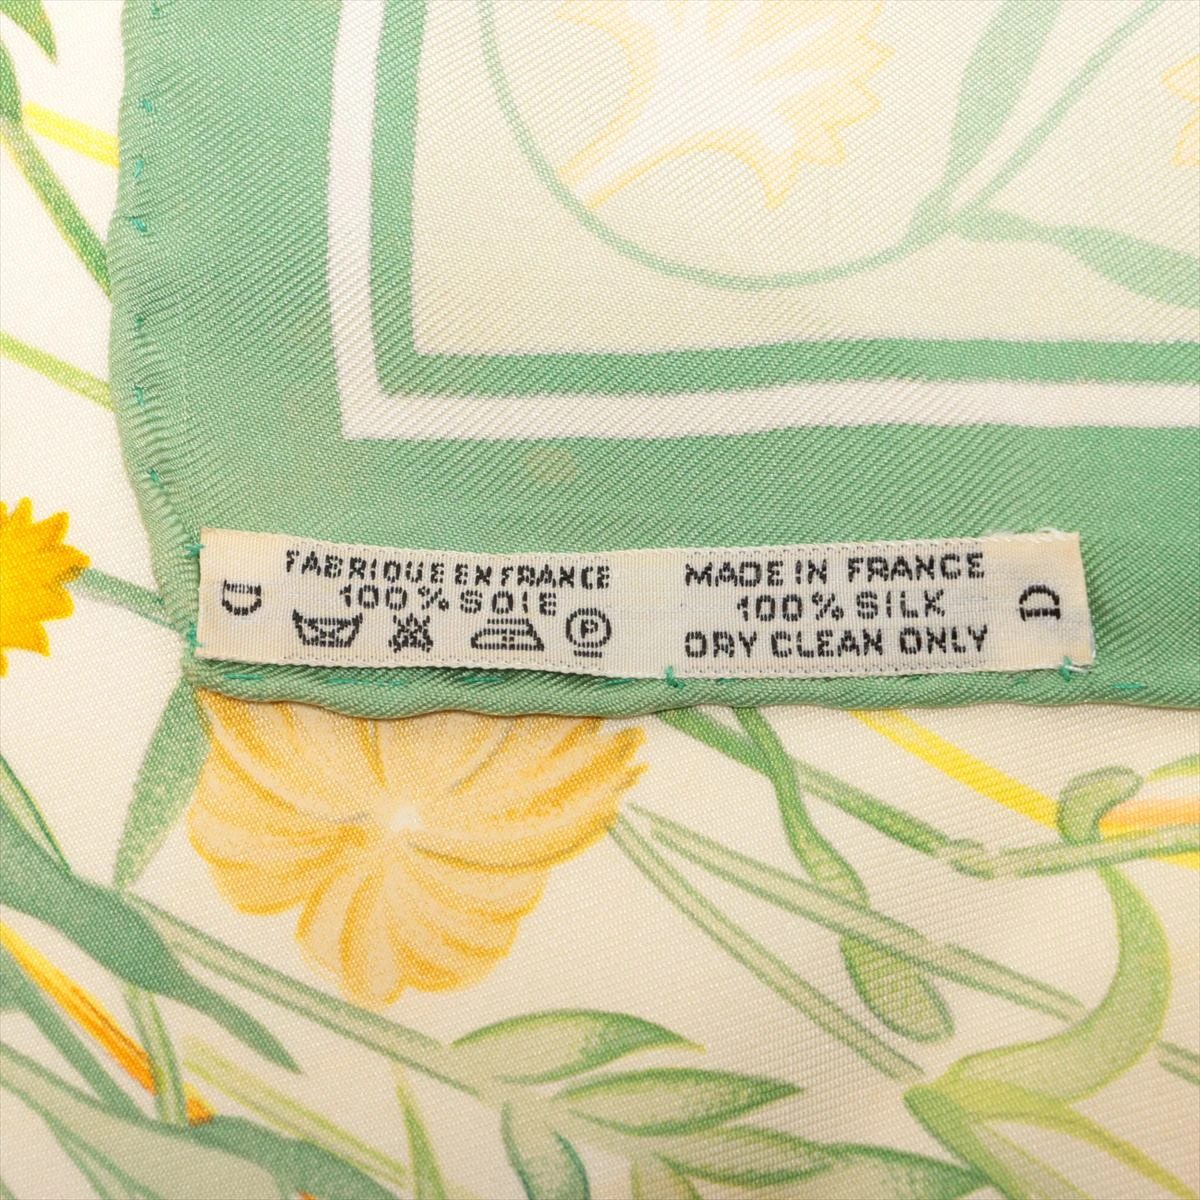 D
FABRIQUE EN FRANCE
100% SOIE
P
MADE IN FRANCE
100% SILK
DRY CLEAN ONLY
D